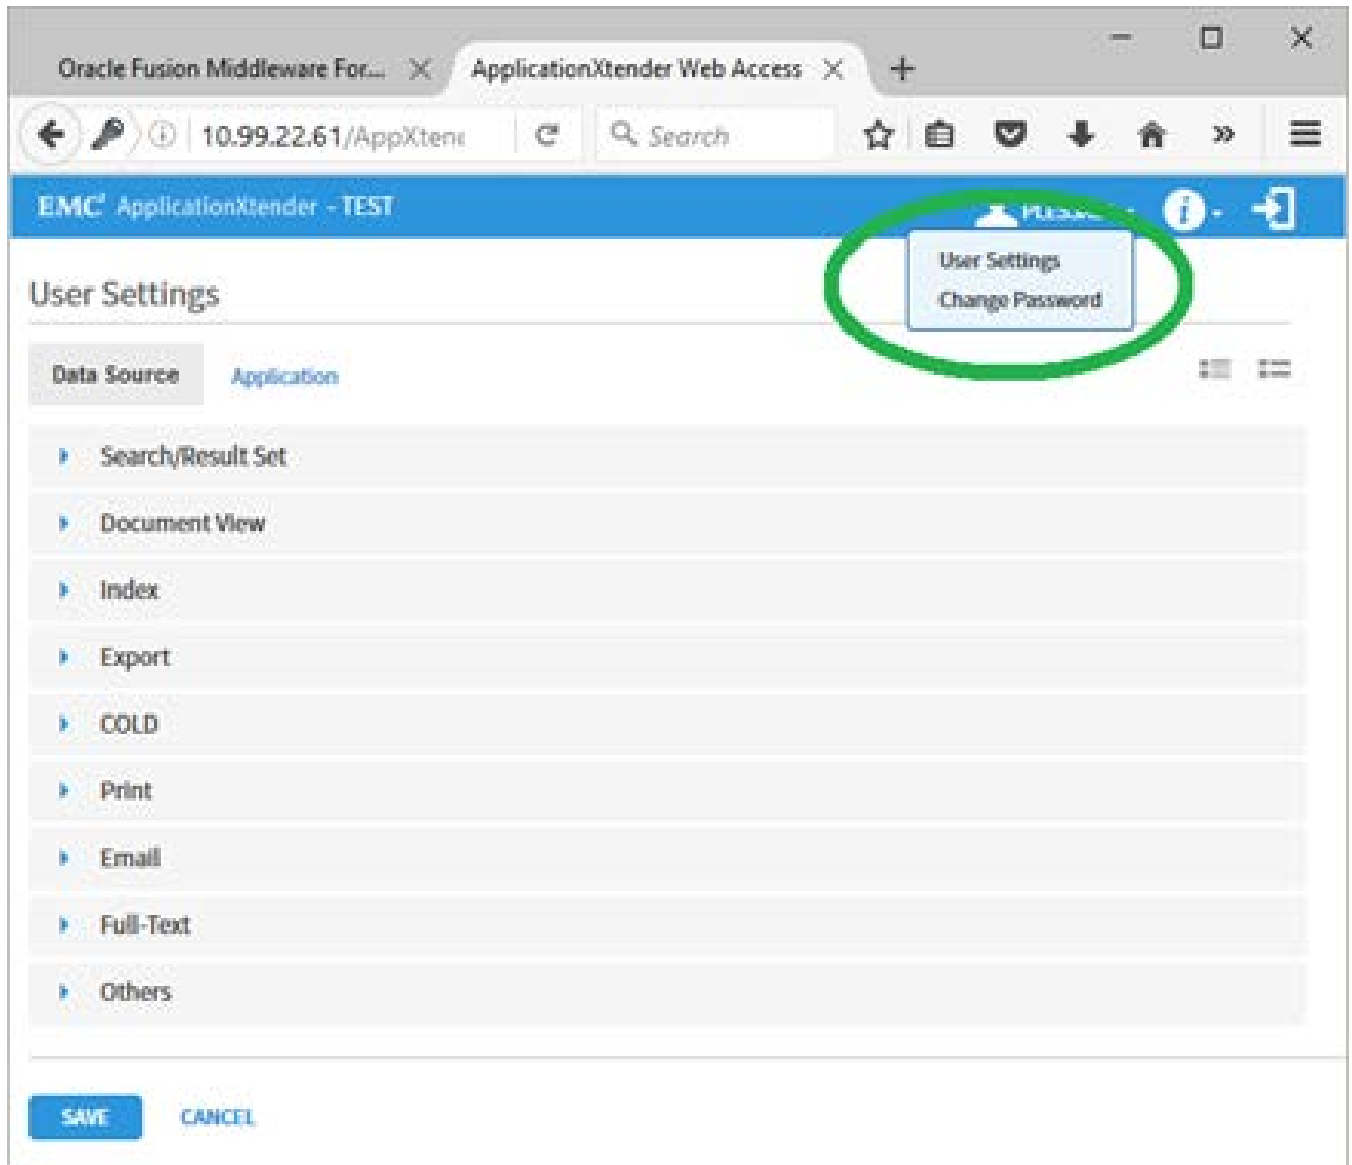 Oracle Fusion Middleware For...
ApplicationXtender Web Access
10.99.22.61/AppXtend
Search
EMC² ApplicationXtender - TEST
User Settings
Change Password
User Settings
Data Source
Application
Search/Result Set
Document View
Index
Export
COLD
Print
Email
Full-Text
Others
SAVE
CANCEL